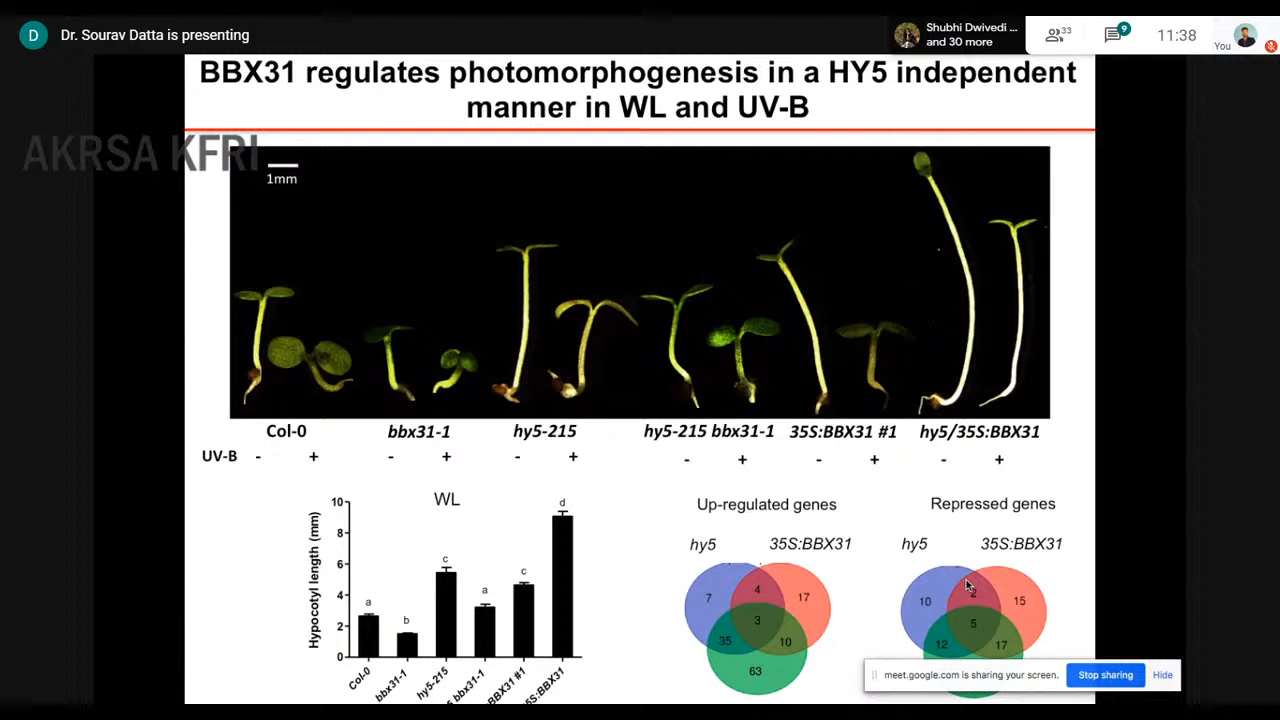 D
Dr. Sourav Datta is presenting
Shubhi Dwivedi ...
and 30 more
33
9
11:38
You
BBX31 regulates photomorphogenesis in a HY5 independent
manner in WL and UV-B
AKRSA KFRI
1mm
Col-0 bbx31-1 hy5-215 hy5-215 bbx31-1 35S:BBX31 #1 hy5/35S:BBX31
UV-B - + - + - + - + - + - +
WL
Hypocotyl length (mm)
10
8
6
4
2
0
a b c a c d
Col-0
bbx31-1
hy5-215
bbx31-1
BBX31 #1
35S:BBX31
Up-regulated genes
hy5 35S:BBX31
7 4 17
3
35 10
63
Repressed genes
hy5 35S:BBX31
10 2 15
5
12 17
meet.google.com is sharing your screen.
Stop sharing
Hide